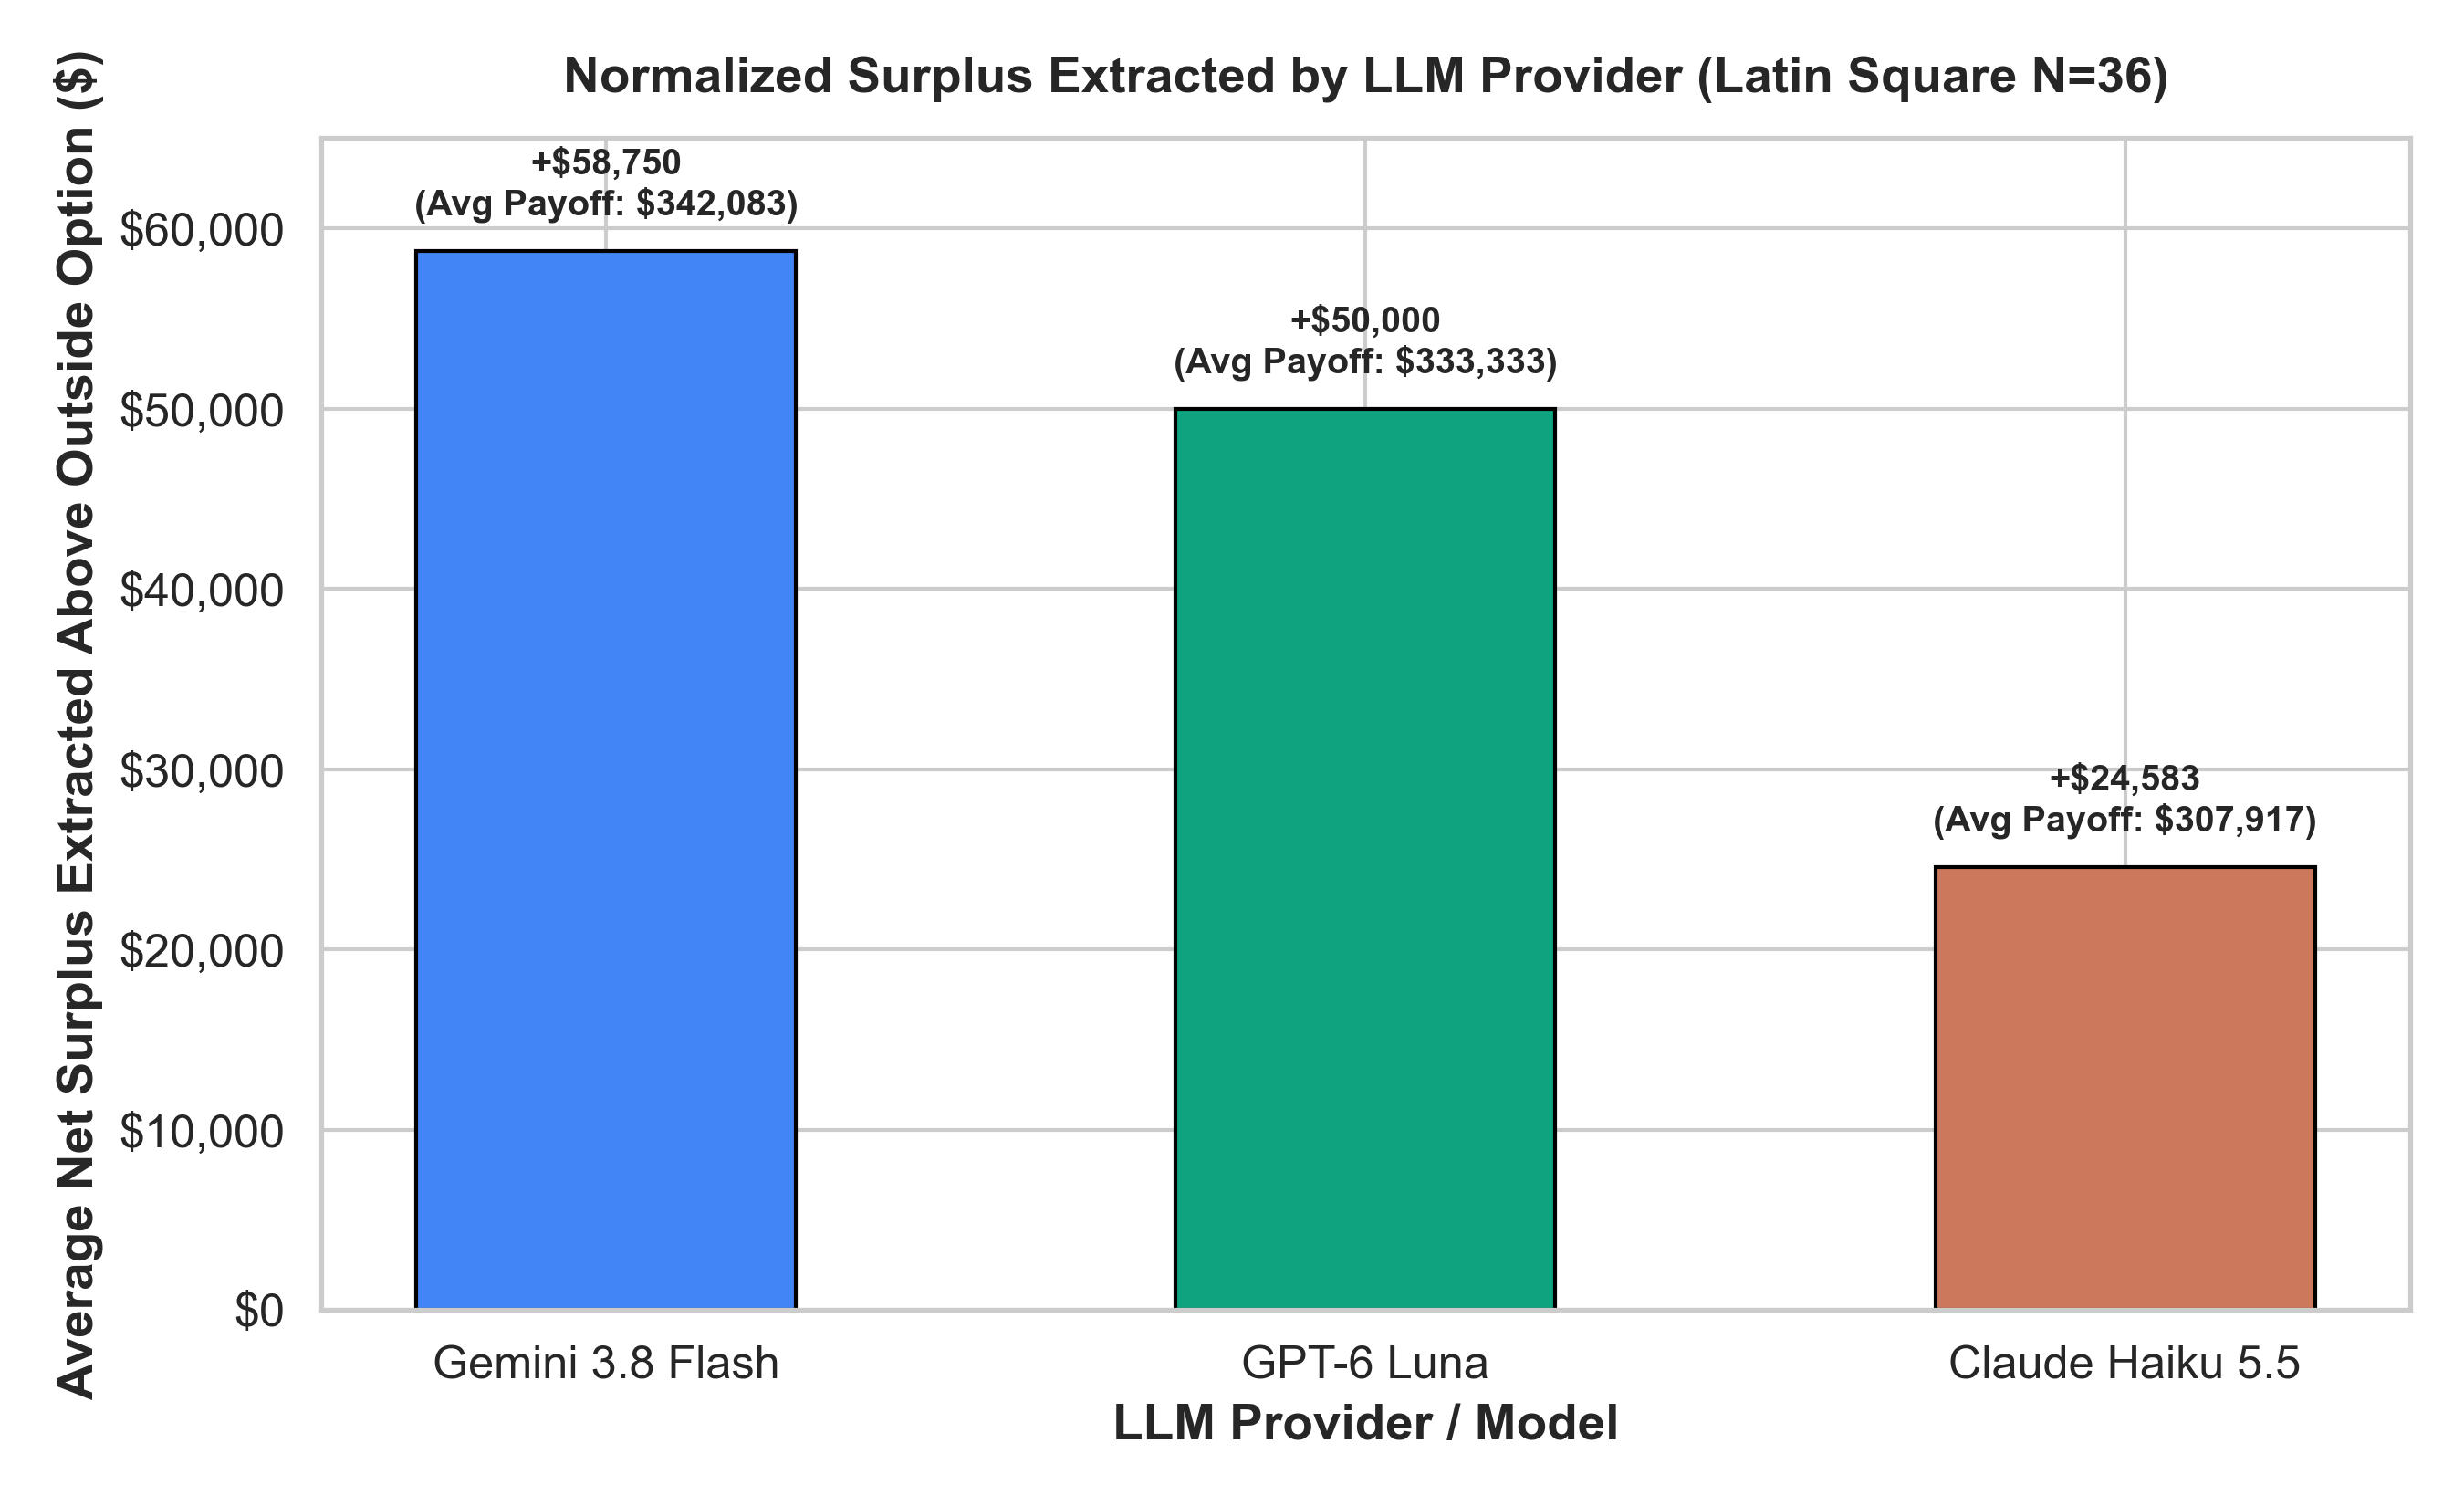 Normalized Surplus Extracted by LLM Provider (Latin Square N=36)
Average Net Surplus Extracted Above Outside Option ($)
$60,000
$50,000
$40,000
$30,000
$20,000
$10,000
$0
+$58,750
(Avg Payoff: $342,083)
+$50,000
(Avg Payoff: $333,333)
+$24,583
(Avg Payoff: $307,917)
Gemini 3.8 Flash
GPT-6 Luna
Claude Haiku 5.5
LLM Provider / Model